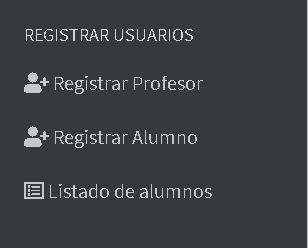 REGISTRAR USUARIOS
Registrar Profesor
Registrar Alumno
Listado de alumnos